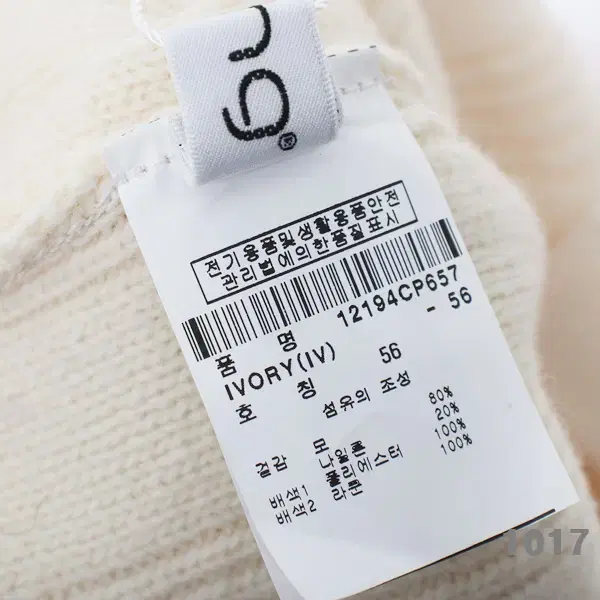 전기용품및생활용품안전
관리법에의한품질표시
품 명 12194CP657
IVORY(IV) - 56
호 칭 56
섬유의 조성
겉감 모 80%
나일론 20%
배색1 폴리에스터 100%
배색2 라쿤 100%
1017